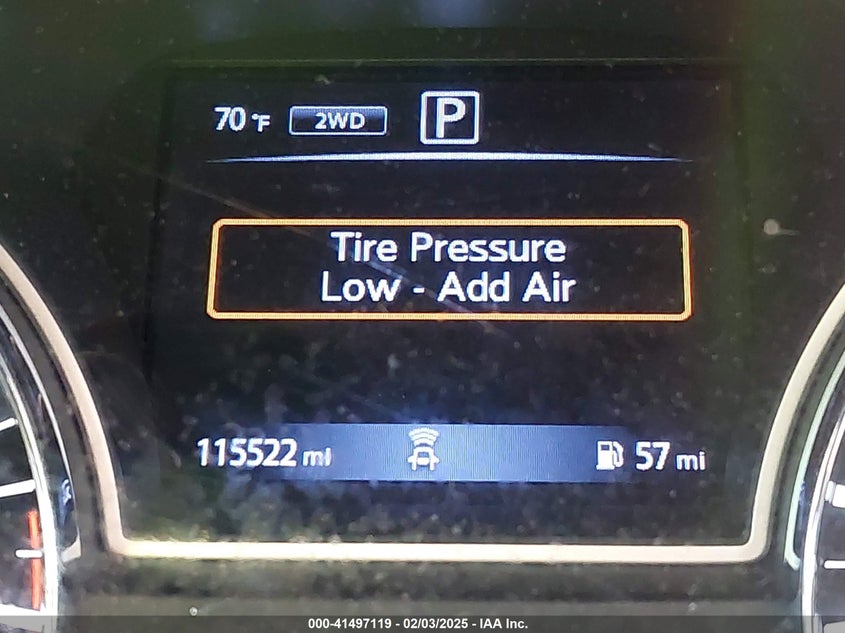 70 °F 2WD P
Tire Pressure
Low - Add Air
115522 mi 57 mi
000-41497119 - 02/03/2025 - IAA Inc.